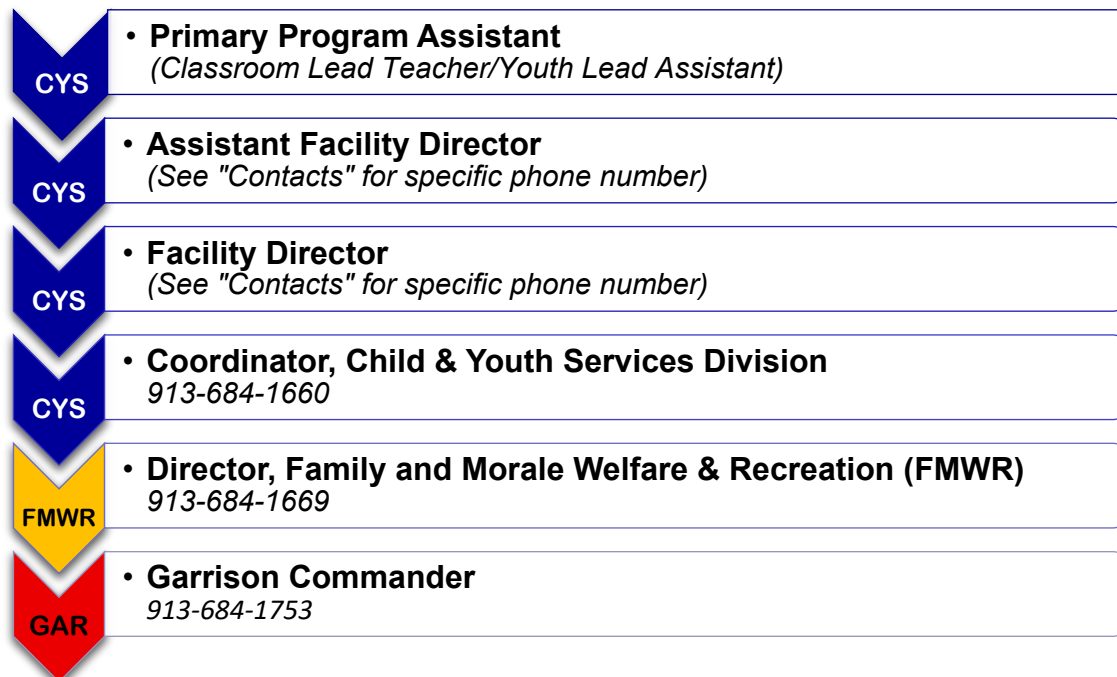 CYS
• Primary Program Assistant
(Classroom Lead Teacher/Youth Lead Assistant)
CYS
• Assistant Facility Director
(See "Contacts" for specific phone number)
CYS
• Facility Director
(See "Contacts" for specific phone number)
CYS
• Coordinator, Child & Youth Services Division
913-684-1660
FMWR
• Director, Family and Morale Welfare & Recreation (FMWR)
913-684-1669
GAR
• Garrison Commander
913-684-1753